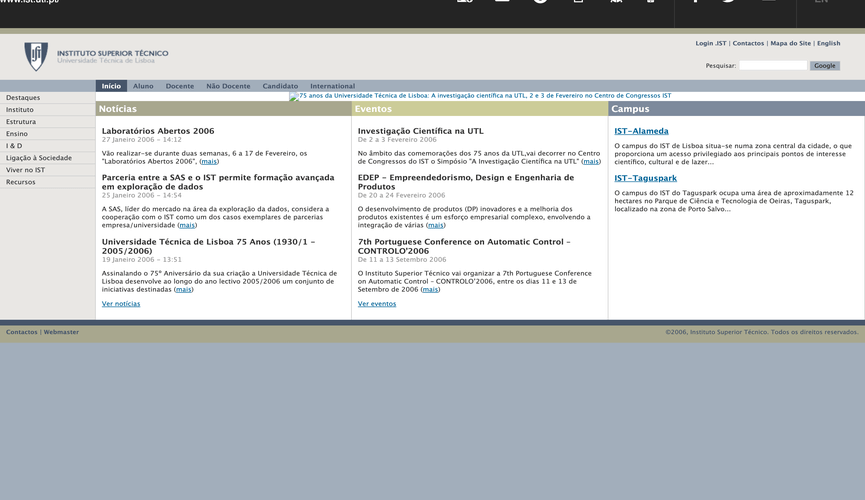 www.ist.utl.pt/
EN
Login .IST | Contactos | Mapa do Site | English
INSTITUTO SUPERIOR TÉCNICO
Universidade Técnica de Lisboa
Pesquisar:
Google
Início Aluno Docente Não Docente Candidato International
Destaques
Instituto
Estrutura
Ensino
I & D
Ligação à Sociedade
Viver no IST
Recursos
75 anos da Universidade Técnica de Lisboa: A investigação científica na UTL, 2 e 3 de Fevereiro no Centro de Congressos IST
Notícias
Laboratórios Abertos 2006
27 Janeiro 2006 - 14:12
Vão realizar-se durante duas semanas, 6 a 17 de Fevereiro, os
"Laboratórios Abertos 2006", (mais)
Parceria entre a SAS e o IST permite formação avançada
em exploração de dados
25 Janeiro 2006 - 14:54
A SAS, líder do mercado na área da exploração da dados, considera a
cooperação com o IST como um dos casos exemplares de parcerias
empresa/universidade (mais)
Universidade Técnica de Lisboa 75 Anos (1930/1 -
2005/2006)
19 Janeiro 2006 - 13:51
Assinalando o 75º Aniversário da sua criação a Universidade Técnica de
Lisboa desenvolve ao longo do ano lectivo 2005/2006 um conjunto de
iniciativas destinadas (mais)
Ver notícias
Eventos
Investigação Científica na UTL
De 2 a 3 Fevereiro 2006
No âmbito das comemorações dos 75 anos da UTL,vai decorrer no Centro
de Congressos do IST o Simpósio "A Investigação Científica na UTL" (mais)
EDEP - Empreendedorismo, Design e Engenharia de
Produtos
De 20 a 24 Fevereiro 2006
O desenvolvimento de produtos (DP) inovadores e a melhoria dos
produtos existentes é um esforço empresarial complexo, envolvendo a
integração de várias (mais)
7th Portuguese Conference on Automatic Control -
CONTROLO'2006
De 11 a 13 Setembro 2006
O Instituto Superior Técnico vai organizar a 7th Portuguese Conference
on Automatic Control - CONTROLO'2006, entre os dias 11 e 13 de
Setembro de 2006 (mais)
Ver eventos
Campus
IST-Alameda
O campus do IST de Lisboa situa-se numa zona central da cidade, o que
proporciona um acesso privilegiado aos principais pontos de interesse
científico, cultural e de lazer...
IST-Taguspark
O campus do IST do Taguspark ocupa uma área de aproximadamente 12
hectares no Parque de Ciência e Tecnologia de Oeiras, Taguspark,
localizado na zona de Porto Salvo...
Contactos | Webmaster
©2006, Instituto Superior Técnico. Todos os direitos reservados.